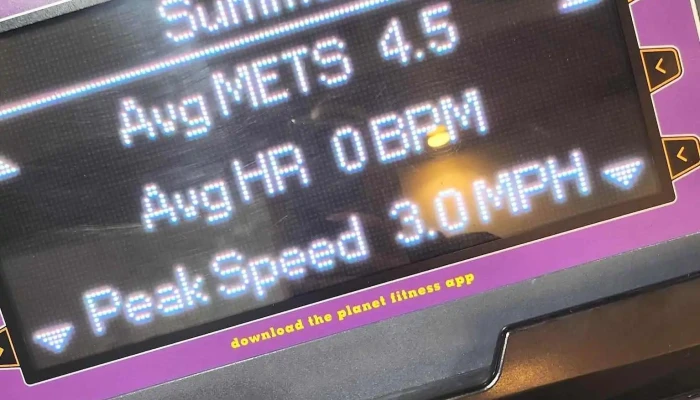 Avg METS 4.5
Avg HR 0 BPM
Peak Speed 3.0 MPH
download the planet fitness app